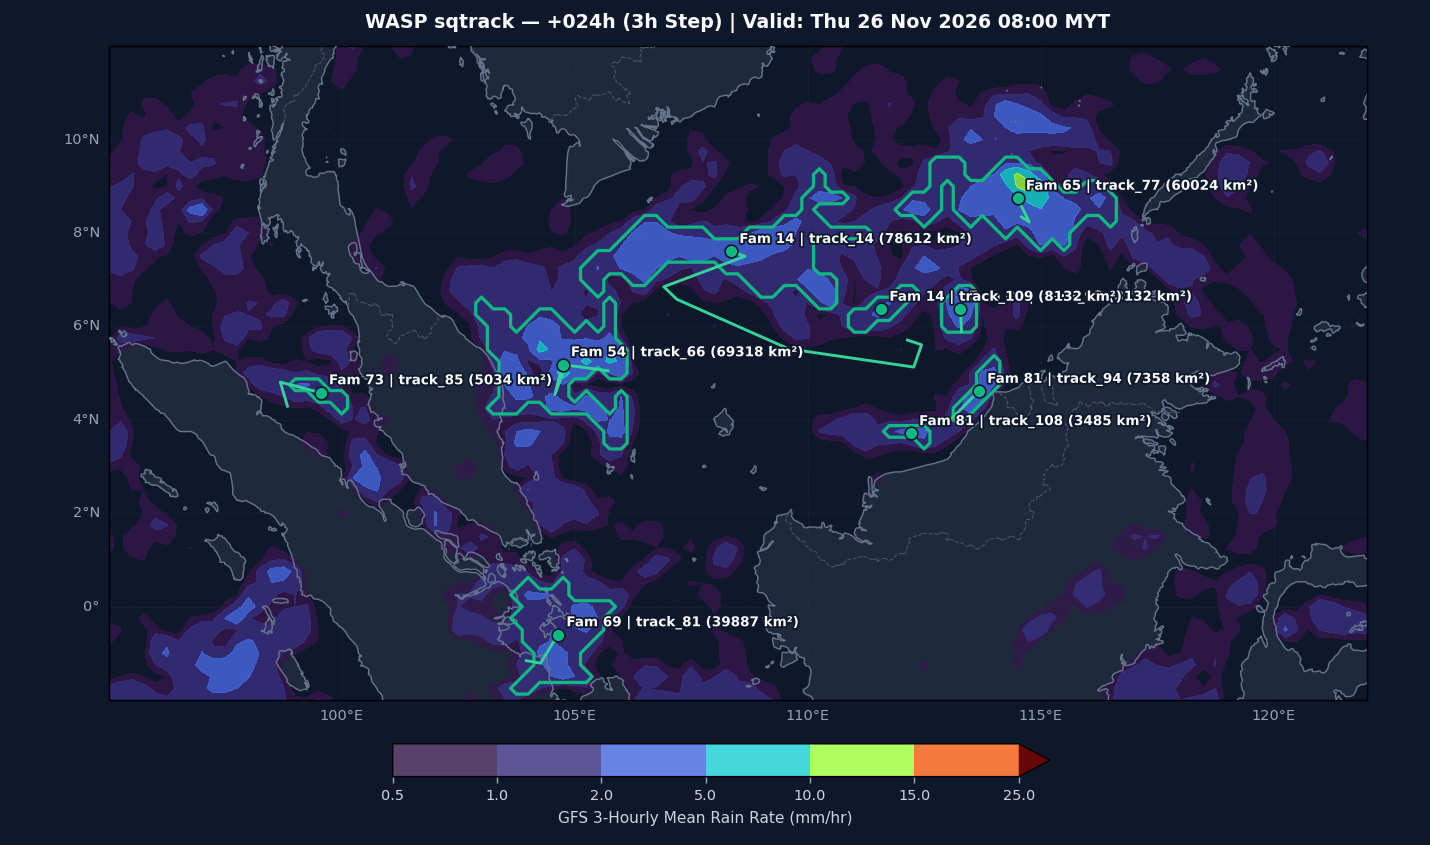 WASP sqtrack — +024h (3h Step) | Valid: Thu 26 Nov 2026 08:00 MYT
10°N
8°N
6°N
4°N
2°N
0°
Fam 65 | track_77 (60024 km²)
Fam 14 | track_14 (78612 km²)
Fam 14 | track_109 (8132 km²)
132 km²)
Fam 54 | track_66 (69318 km²)
Fam 73 | track_85 (5034 km²)
Fam 81 | track_94 (7358 km²)
Fam 81 | track_108 (3485 km²)
Fam 69 | track_81 (39887 km²)
100°E 105°E 110°E 115°E 120°E
0.5 1.0 2.0 5.0 10.0 15.0 25.0
GFS 3-Hourly Mean Rain Rate (mm/hr)